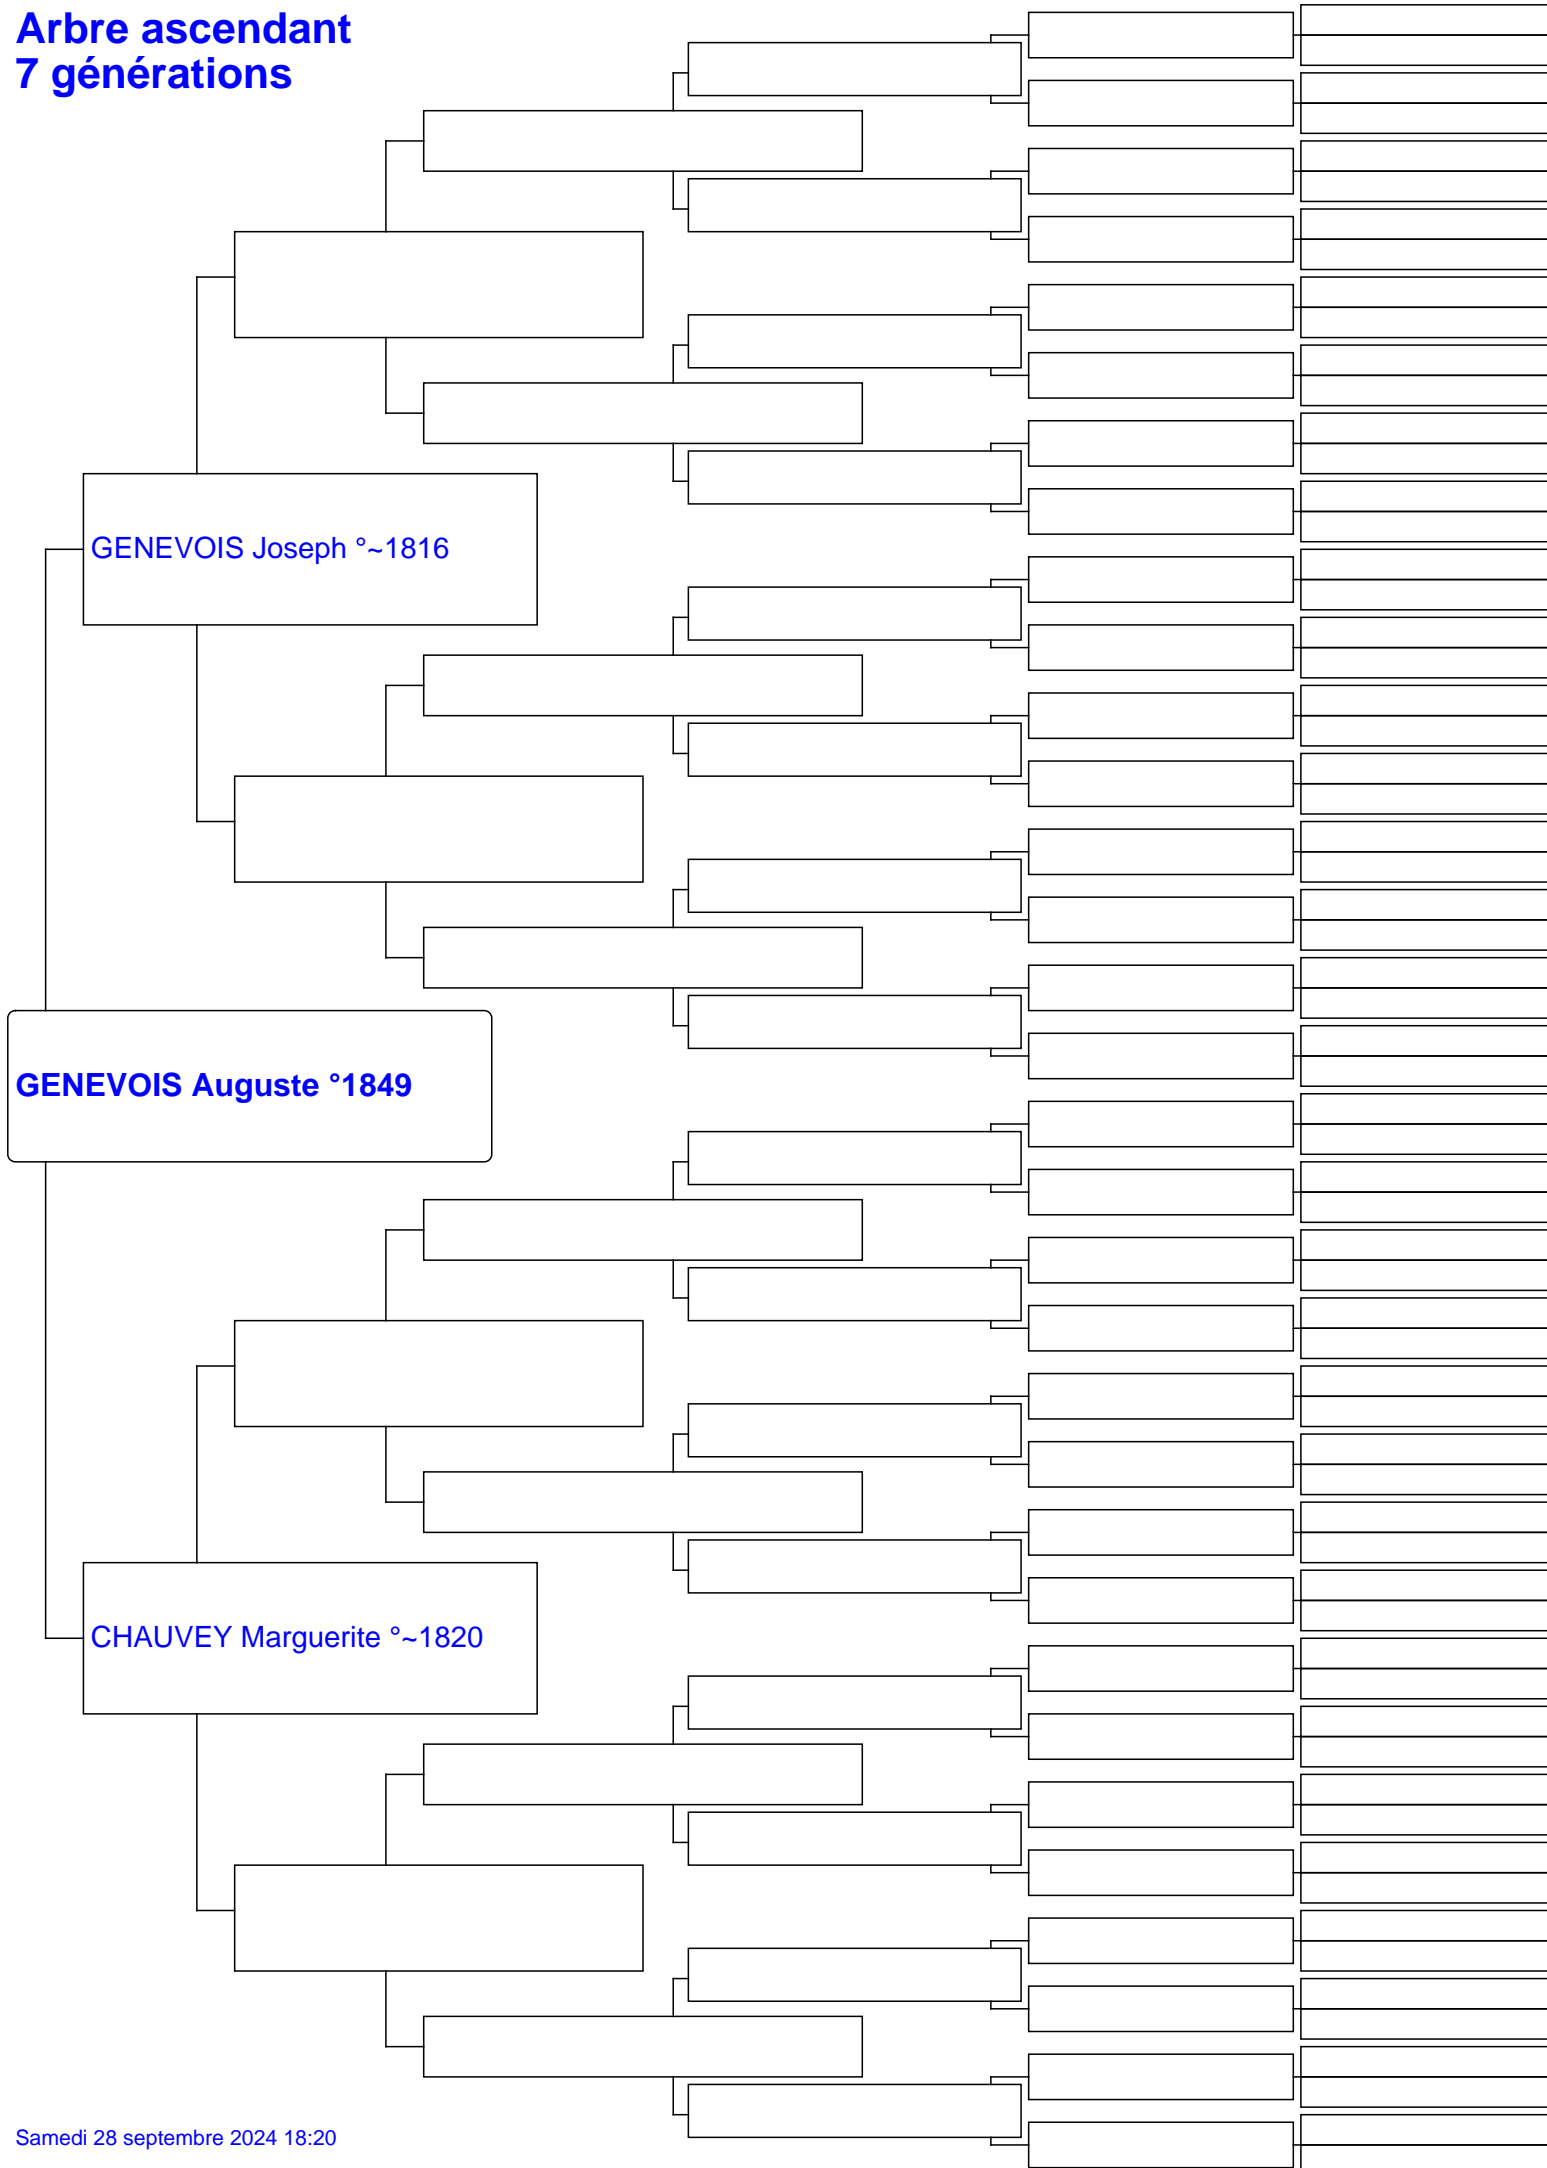 Arbre ascendant
7 générations
GENEVOIS Joseph °~1816
GENEVOIS Auguste °1849
CHAUVEY Marguerite °~1820
Samedi 28 septembre 2024 18:20